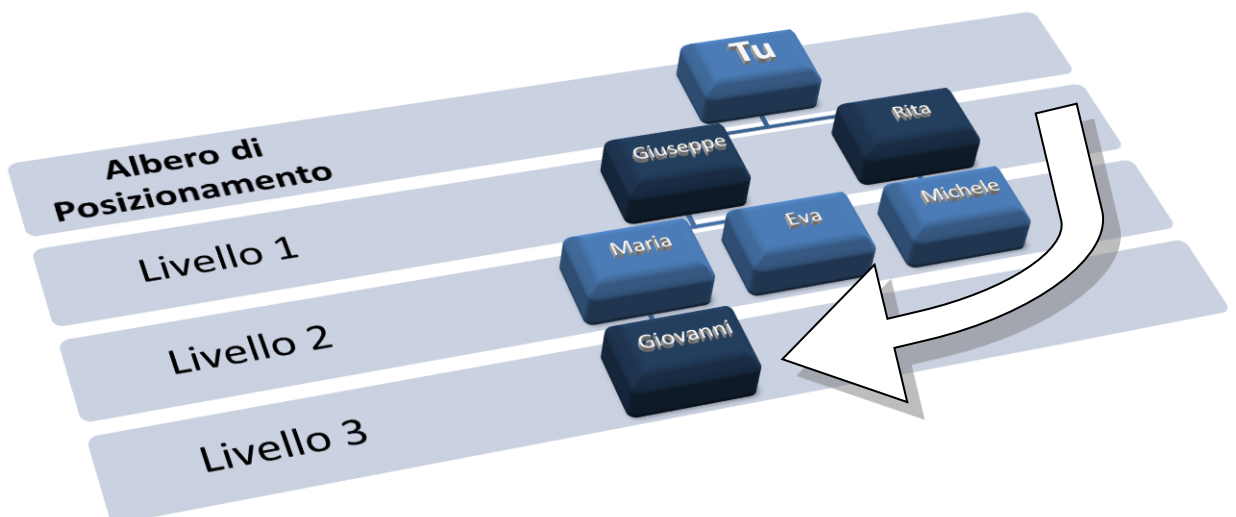 Albero di
Posizionamento
Tu
Livello 1
Giuseppe
Rita
Livello 2
Maria
Eva
Michele
Livello 3
Giovanni